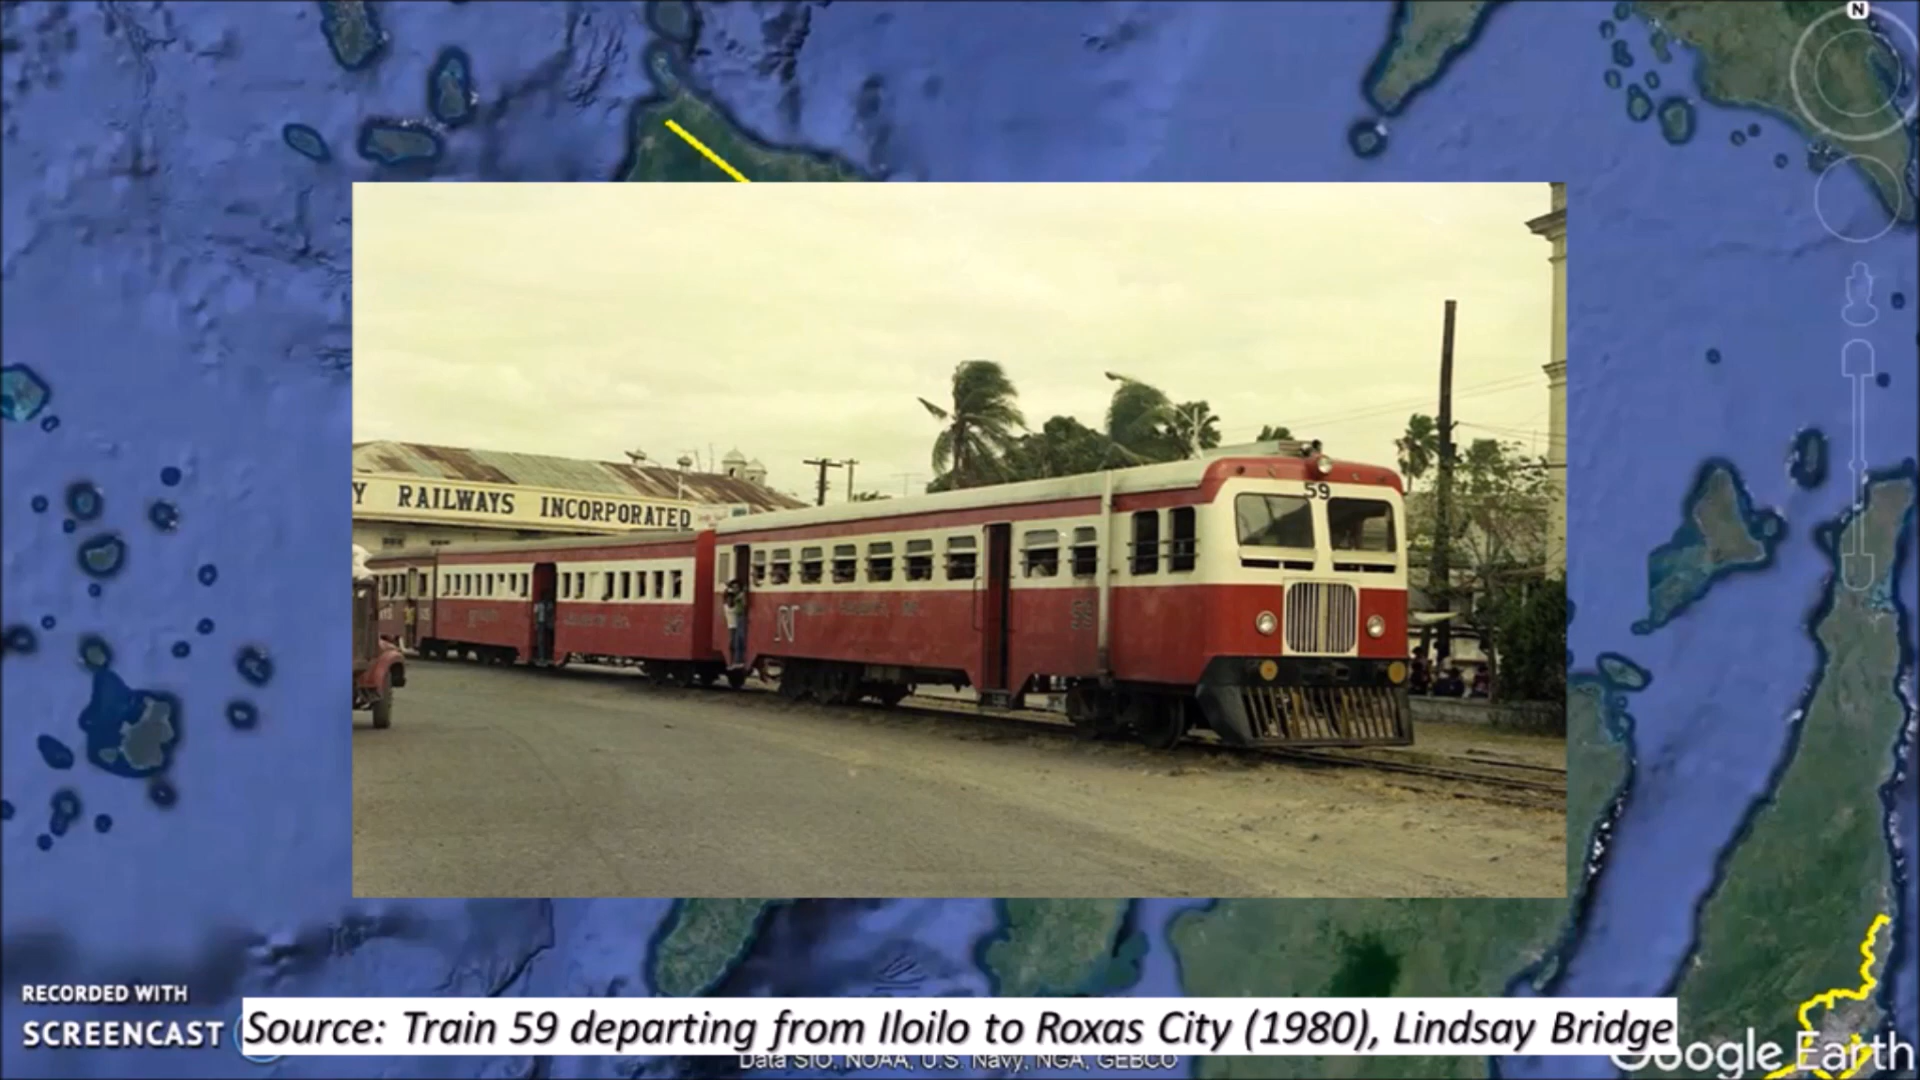 N
Y RAILWAYS INCORPORATED
59
RECORDED WITH
SCREENCAST
Source: Train 59 departing from Iloilo to Roxas City (1980), Lindsay Bridge
Data SIO, NOAA, U.S. Navy, NGA, GEBCO
Google Earth